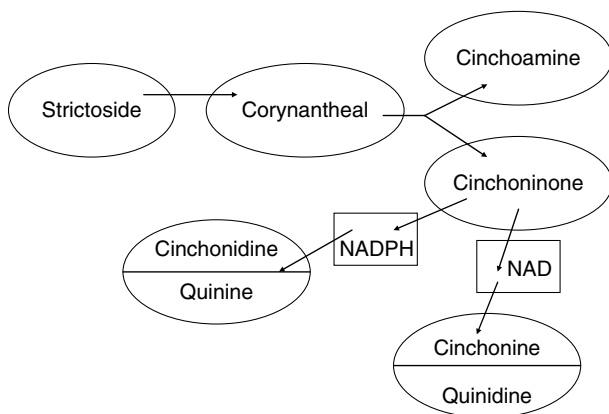 Cinchoamine
Strictoside
Corynantheal
Cinchoninone
Cinchonidine
NADPH
Quinine
NAD
Cinchonine
Quinidine